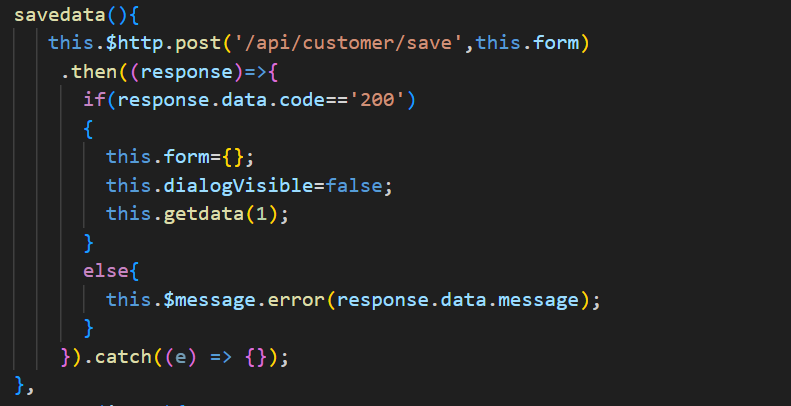 savedata(){
this.$http.post('/api/customer/save',this.form)
.then((response)=>{
if(response.data.code=='200')
{
this.form={};
this.dialogVisible=false;
this.getdata(1);
}
else{
this.$message.error(response.data.message);
}
}).catch((e) => {});
},